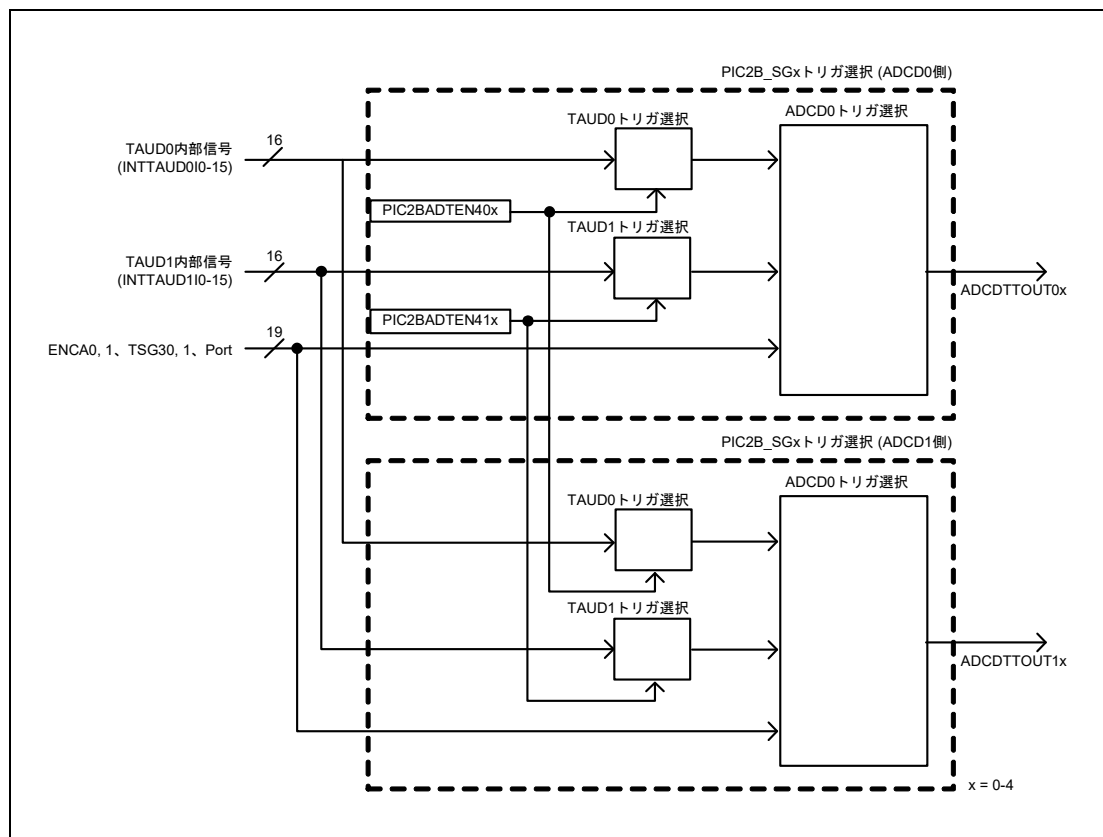 PIC2B_SGxトリガ選択 (ADCD0側)
TAUD0トリガ選択
ADCD0トリガ選択
TAUD0内部信号
(INTTAUD0I0-15)
16
PIC2BADTEN40x
TAUD1トリガ選択
TAUD1内部信号
(INTTAUD1I0-15)
16
ADCDTTOUT0x
PIC2BADTEN41x
ENCA0, 1、TSG30, 1、Port
19
PIC2B_SGxトリガ選択 (ADCD1側)
ADCD0トリガ選択
TAUD0トリガ選択
TAUD1トリガ選択
ADCDTTOUT1x
x = 0-4